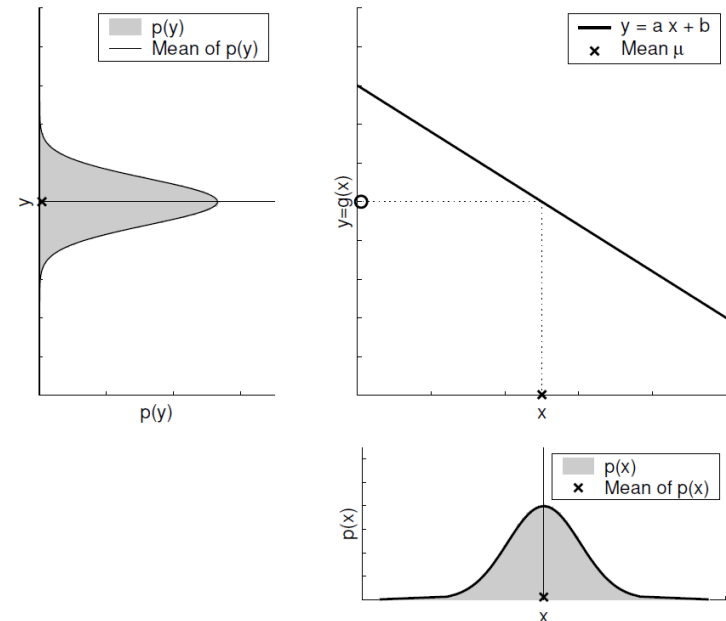 p(y)
Mean of p(y)
y
p(y)
y = a x + b
Mean μ
y=g(x)
x
p(x)
Mean of p(x)
p(x)
x